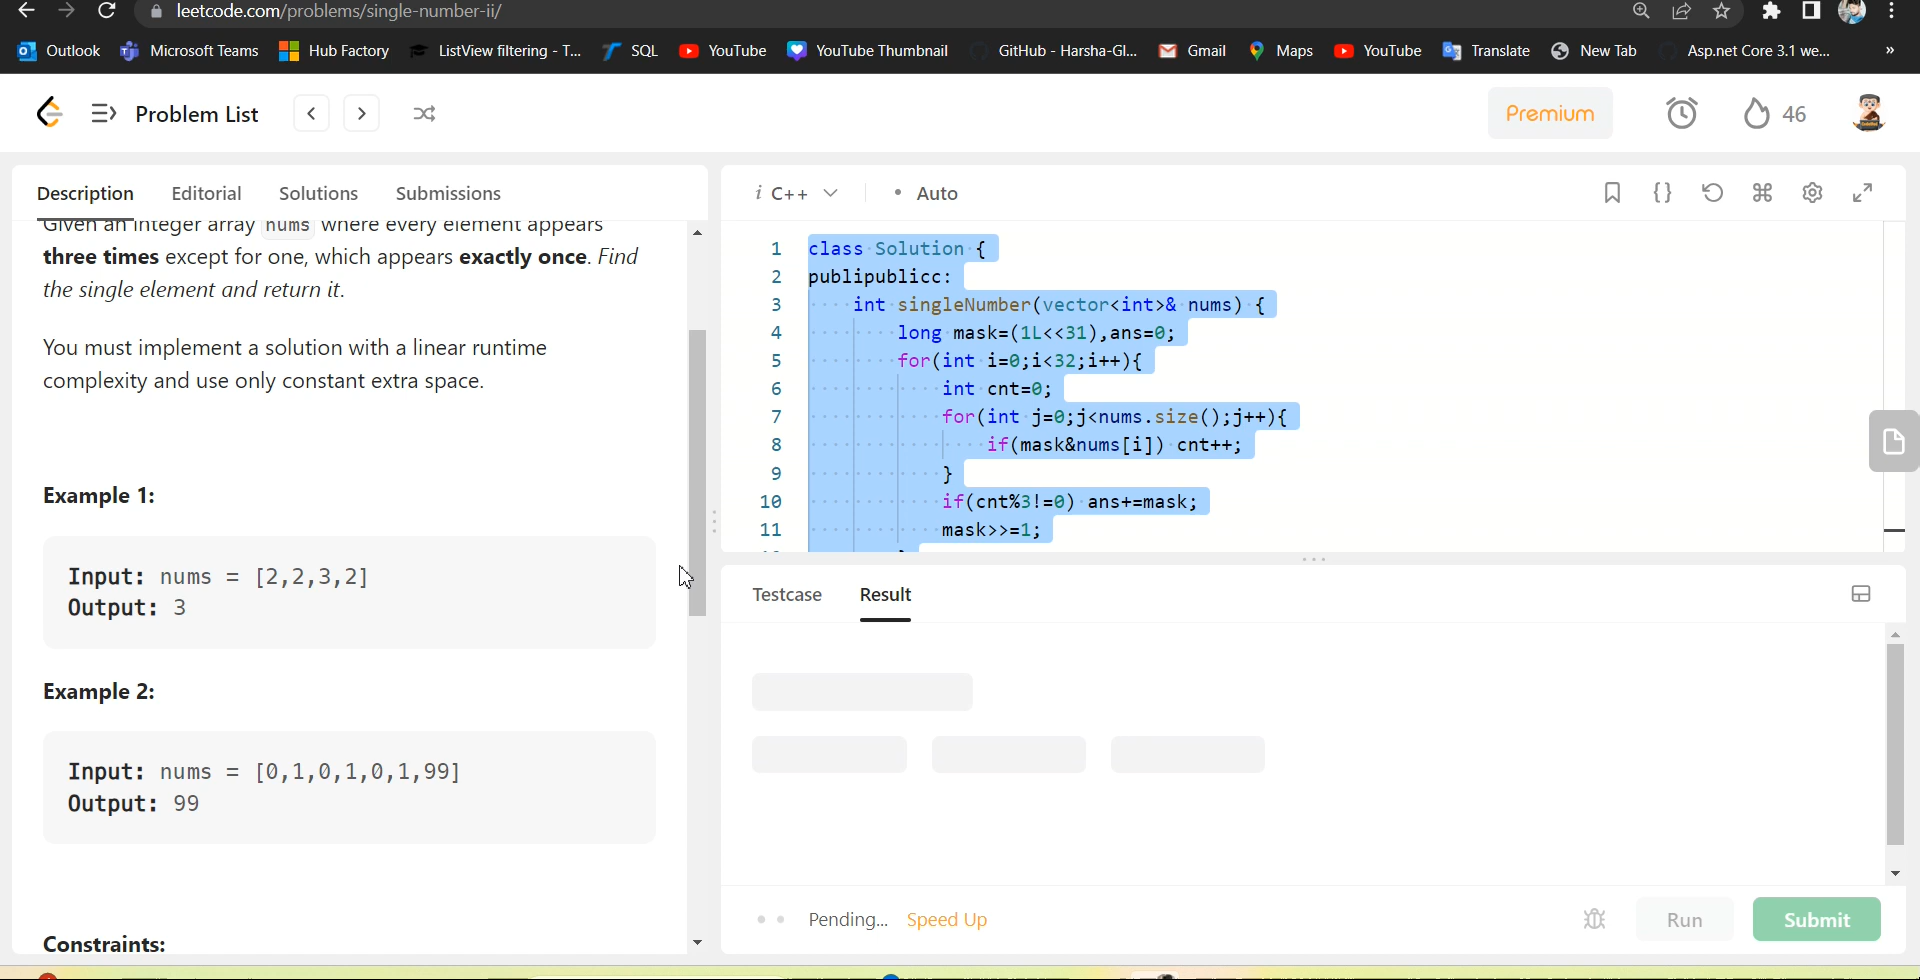 leetcode.com/problems/single-number-ii/
Outlook Microsoft Teams Hub Factory ListView filtering - T... SQL YouTube YouTube Thumbnail GitHub - Harsha-Gl... Gmail Maps YouTube Translate New Tab Asp.net Core 3.1 we... »
Problem List Premium 46
Description Editorial Solutions Submissions
Given an integer array nums where every element appears
three times except for one, which appears exactly once. Find
the single element and return it.
You must implement a solution with a linear runtime
complexity and use only constant extra space.
Example 1:
Input: nums = [2,2,3,2]
Output: 3
Example 2:
Input: nums = [0,1,0,1,0,1,99]
Output: 99
Constraints:
i C++ • Auto
1 class Solution {
2 publipublicc:
3 int singleNumber(vector<int>& nums) {
4 long mask=(1L<<31),ans=0;
5 for(int i=0;i<32;i++){
6 int cnt=0;
7 for(int j=0;j<nums.size();j++){
8 if(mask&nums[i]) cnt++;
9 }
10 if(cnt%3!=0) ans+=mask;
11 mask>>=1;
Testcase Result
Pending... Speed Up Run Submit